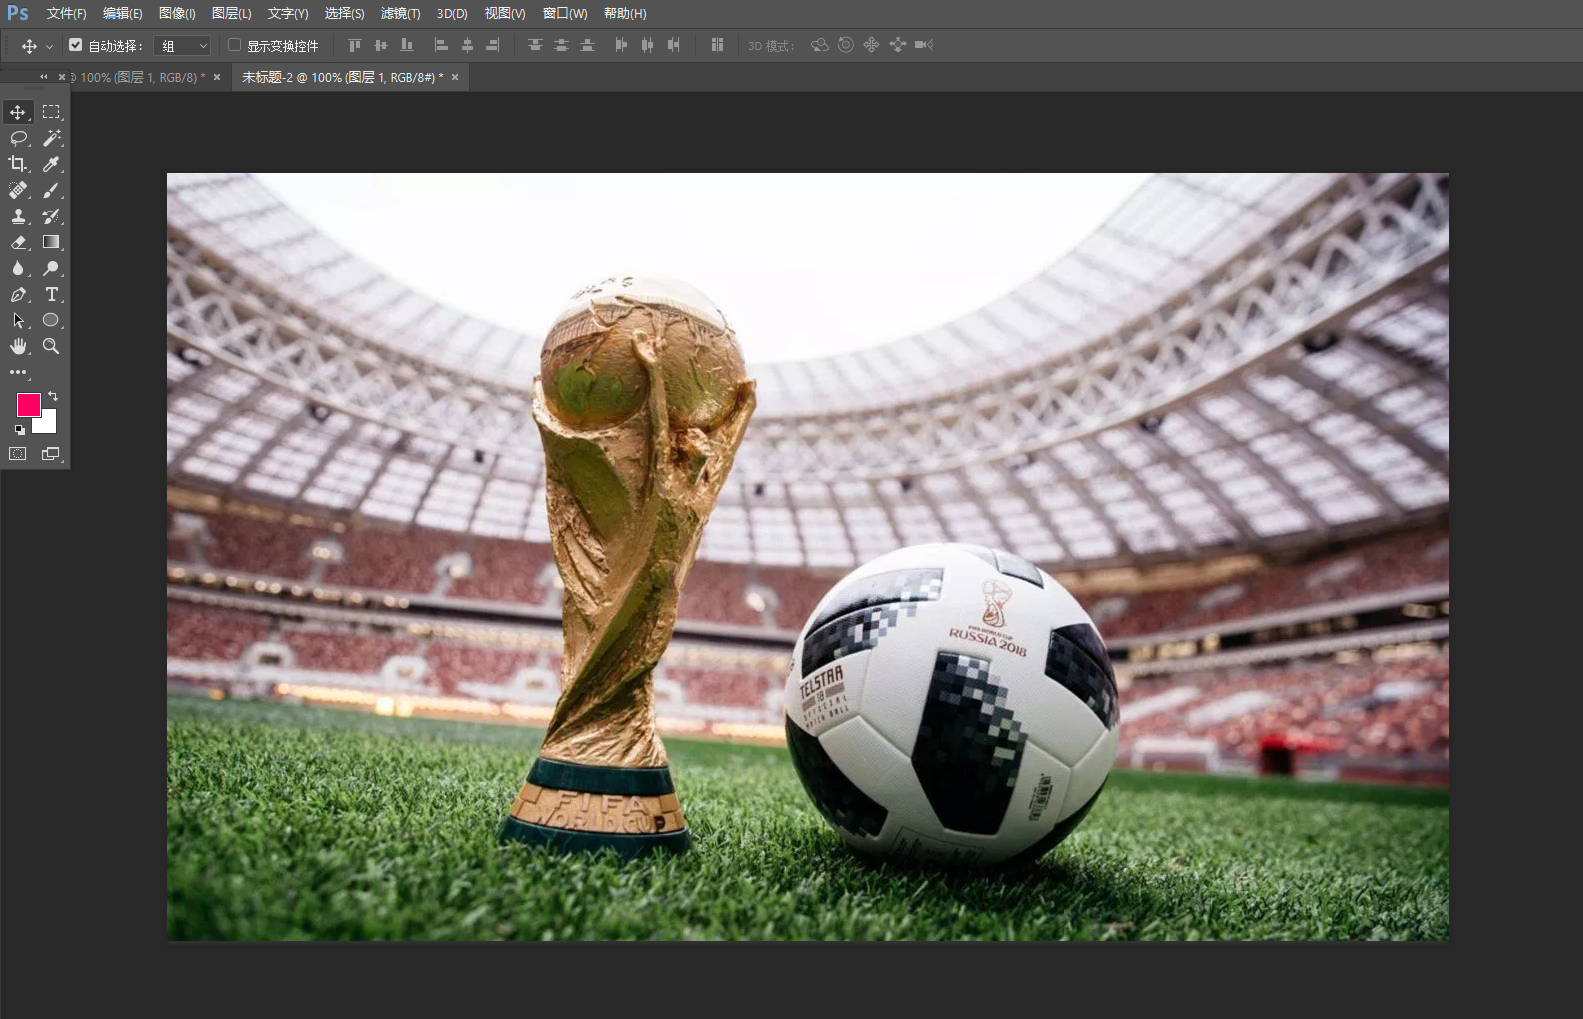 Ps 文件(F) 编辑(E) 图像(I) 图层(L) 文字(Y) 选择(S) 滤镜(T) 3D(D) 视图(V) 窗口(W) 帮助(H)
自动选择： 组 显示变换控件 3D 模式：
@ 100% (图层 1, RGB/8) * × 未标题-2 @ 100% (图层 1, RGB/8#) * ×
T
FIFA WORLD CUP
RUSSIA 2018
TELSTAR
18
OFFICIAL
MATCH BALL
FIFA
WORLD CUP